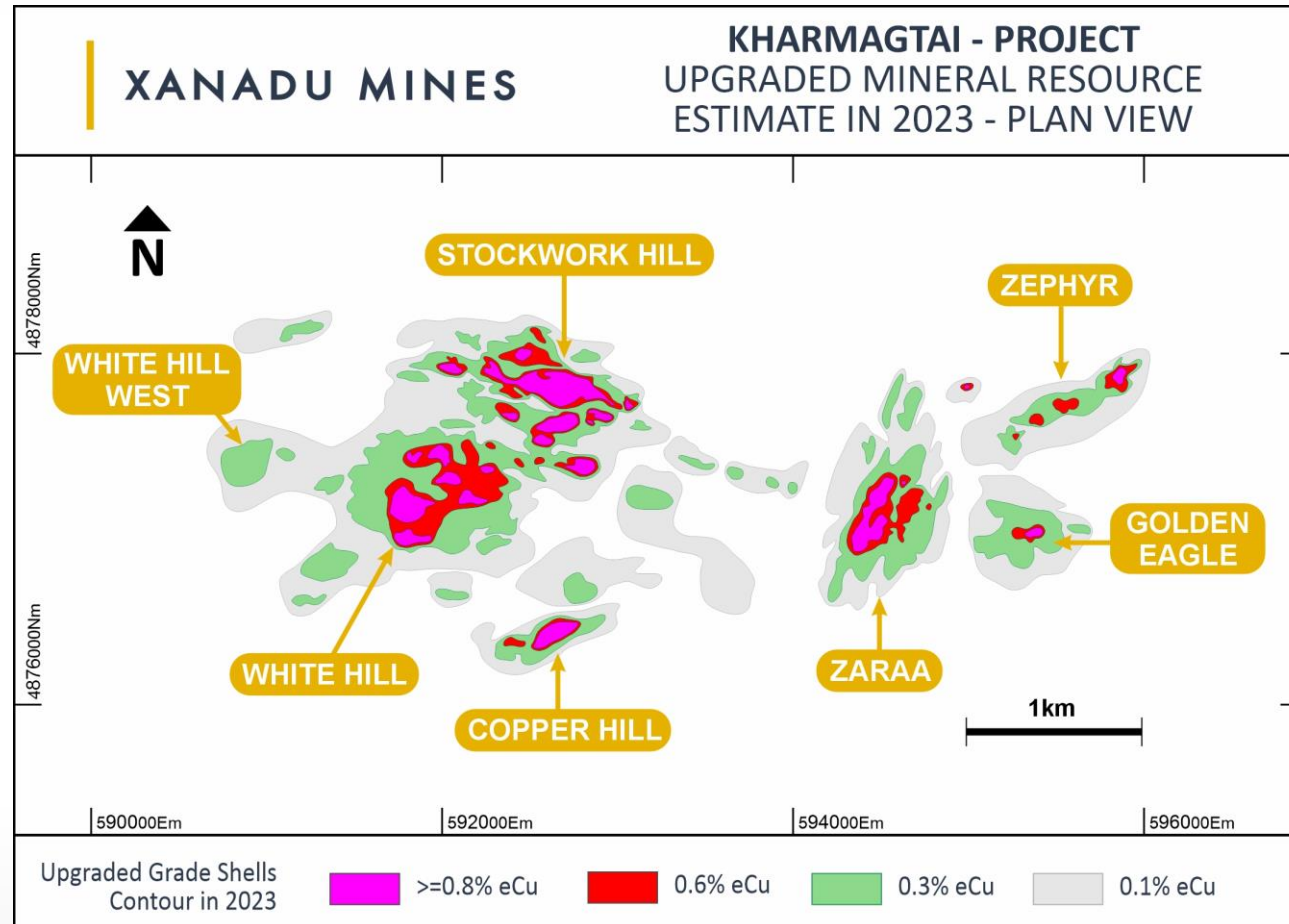 XANADU MINES
KHARMAGTAI - PROJECT
UPGRADED MINERAL RESOURCE
ESTIMATE IN 2023 - PLAN VIEW
N
STOCKWORK HILL
ZEPHYR
4878000Nm
WHITE HILL
WEST
GOLDEN
EAGLE
4876000Nm
WHITE HILL
ZARAA
COPPER HILL
1km
590000Em
592000Em
594000Em
596000Em
Upgraded Grade Shells
Contour in 2023
>=0.8% eCu
0.6% eCu
0.3% eCu
0.1% eCu